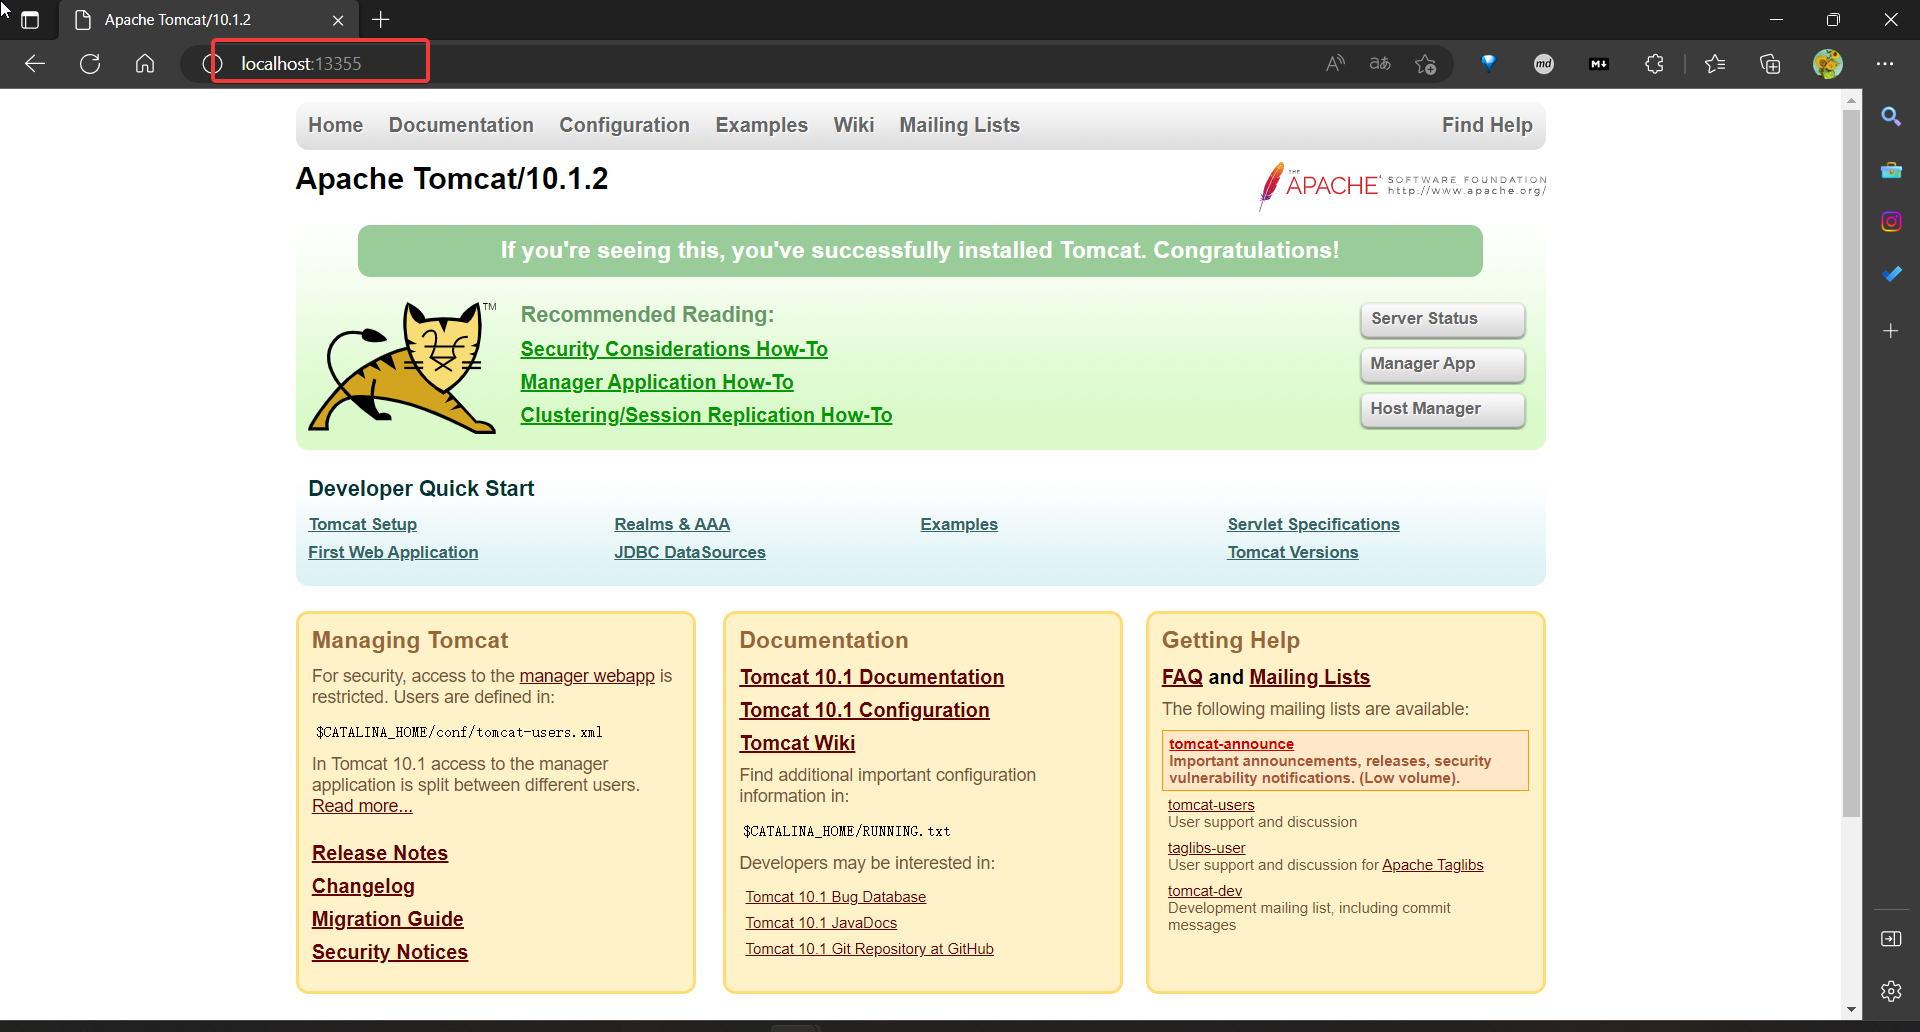 Apache Tomcat/10.1.2
localhost:13355
Home Documentation Configuration Examples Wiki Mailing Lists Find Help
Apache Tomcat/10.1.2
THE APACHE SOFTWARE FOUNDATION
http://www.apache.org/
If you're seeing this, you've successfully installed Tomcat. Congratulations!
TM
Recommended Reading:
Security Considerations How-To
Manager Application How-To
Clustering/Session Replication How-To
Server Status
Manager App
Host Manager
Developer Quick Start
Tomcat Setup
First Web Application
Realms & AAA
JDBC DataSources
Examples
Servlet Specifications
Tomcat Versions
Managing Tomcat
For security, access to the manager webapp is
restricted. Users are defined in:
$CATALINA_HOME/conf/tomcat-users.xml
In Tomcat 10.1 access to the manager
application is split between different users.
Read more...
Release Notes
Changelog
Migration Guide
Security Notices
Documentation
Tomcat 10.1 Documentation
Tomcat 10.1 Configuration
Tomcat Wiki
Find additional important configuration
information in:
$CATALINA_HOME/RUNNING.txt
Developers may be interested in:
Tomcat 10.1 Bug Database
Tomcat 10.1 JavaDocs
Tomcat 10.1 Git Repository at GitHub
Getting Help
FAQ and Mailing Lists
The following mailing lists are available:
tomcat-announce
Important announcements, releases, security
vulnerability notifications. (Low volume).
tomcat-users
User support and discussion
taglibs-user
User support and discussion for Apache Taglibs
tomcat-dev
Development mailing list, including commit
messages